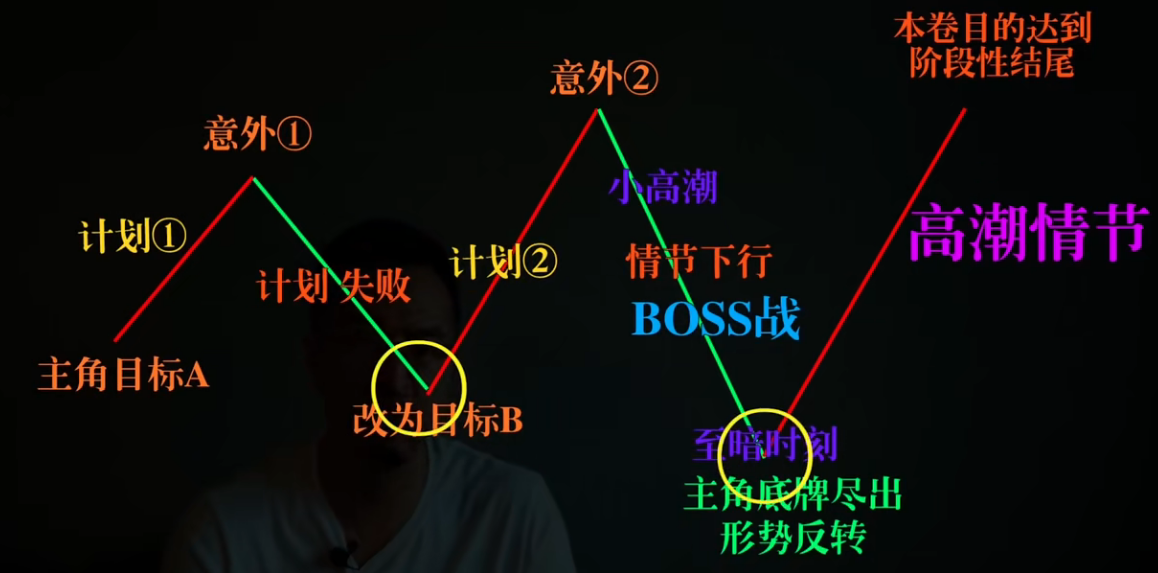 主角目标A
计划①
意外①
计划 失败
改为目标B
计划②
意外②
小高潮
情节下行
BOSS战
至暗时刻
主角底牌尽出
形势反转
高潮情节
本卷目的达到
阶段性结尾